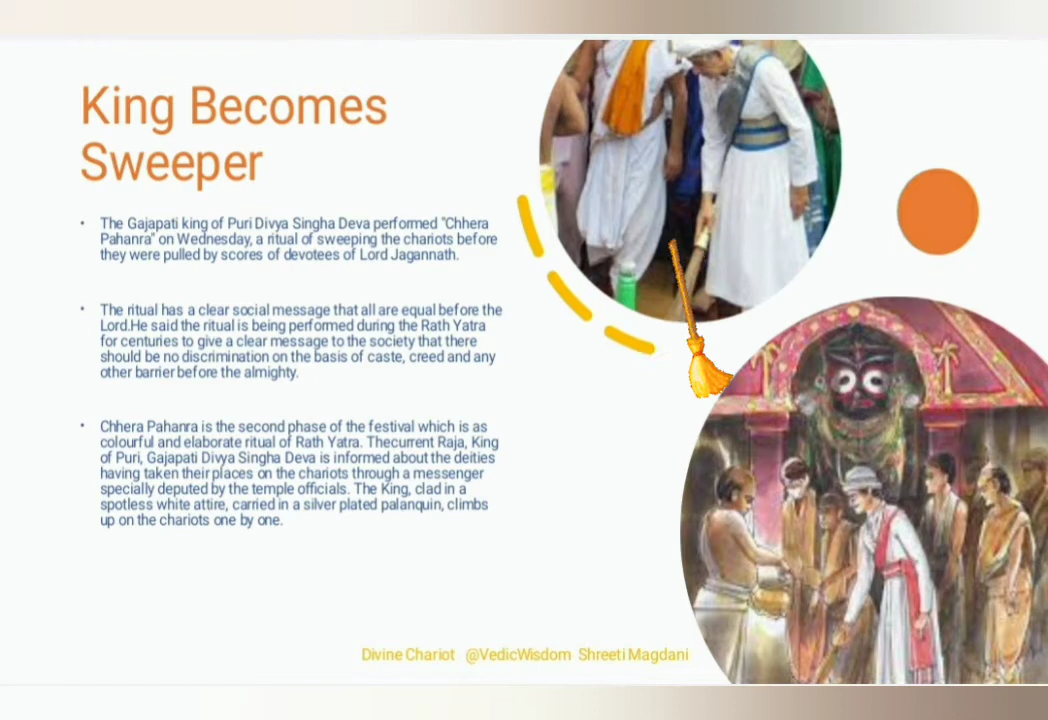 King Becomes
Sweeper
• The Gajapati king of Puri Divya Singha Deva performed "Chhera
Pahanra" on Wednesday, a ritual of sweeping the chariots before
they were pulled by scores of devotees of Lord Jagannath.
• The ritual has a clear social message that all are equal before the
Lord.He said the ritual is being performed during the Rath Yatra
for centuries to give a clear message to the society that there
should be no discrimination on the basis of caste, creed and any
other barrier before the almighty.
• Chhera Pahanra is the second phase of the festival which is as
colourful and elaborate ritual of Rath Yatra. Thecurrent Raja, King
of Puri, Gajapati Divya Singha Deva is informed about the deities
having taken their places on the chariots through a messenger
specially deputed by the temple officials. The King, clad in a
spotless white attire, carried in a silver plated palanquin, climbs
up on the chariots one by one.
Divine Chariot @VedicWisdom Shreeti Magdani